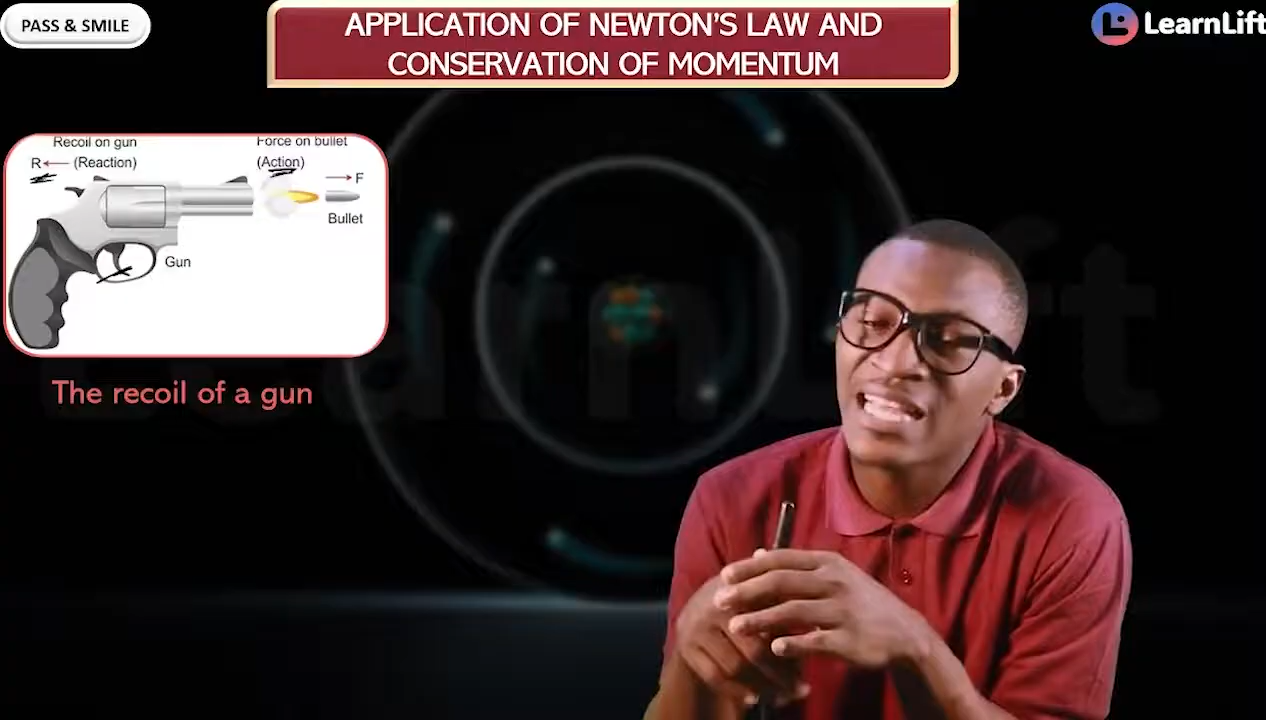 PASS & SMILE
APPLICATION OF NEWTON'S LAW AND
CONSERVATION OF MOMENTUM
LearnLift
Recoil on gun
Force on bullet
R
(Reaction)
(Action)
F
Bullet
Gun
The recoil of a gun